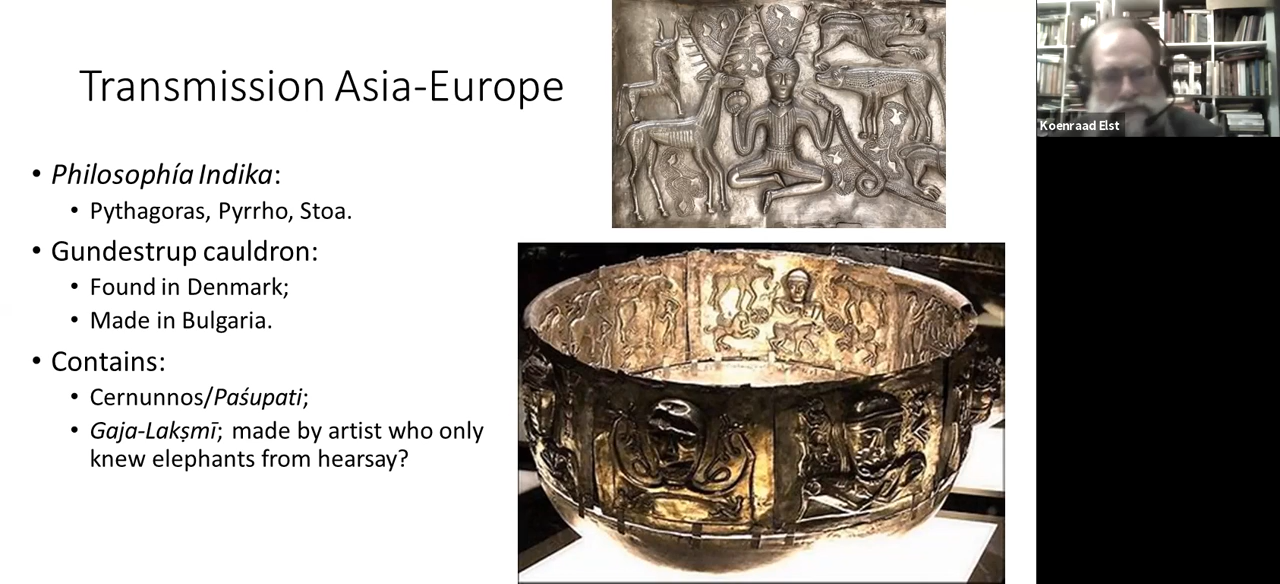 Transmission Asia-Europe
• Philosophía Indika:
• Pythagoras, Pyrrho, Stoa.
• Gundestrup cauldron:
• Found in Denmark;
• Made in Bulgaria.
• Contains:
• Cernunnos/Paśupati;
• Gaja-Lakṣmī; made by artist who only
knew elephants from hearsay?
Koenraad Elst